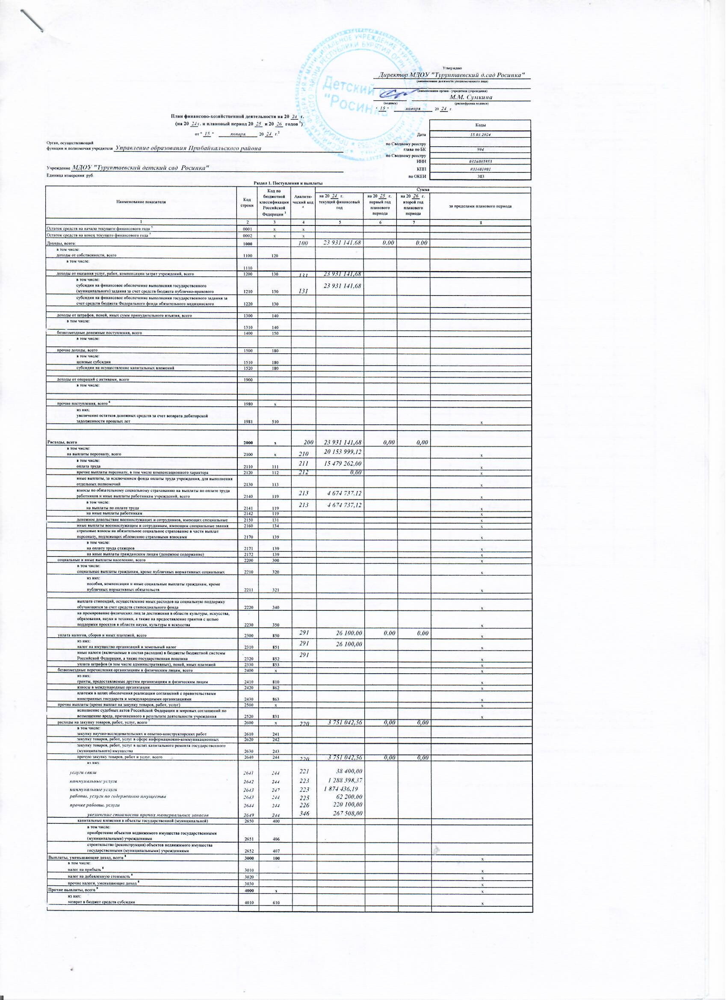 Утверждаю
Директор МДОУ "Турунтаевский д.сад Росинка"
(наименование должности уполномоченного лица)
(наименование органа - учредителя (учреждения)
М.М. Сумкина
(подпись) (расшифровка подписи)
" 15 " января 20 24 г.
Детский сад
"Росинка"
План финансово-хозяйственной деятельности на 20 24 г.
(на 20 24 г. и плановый период 20 25 и 20 26 годов 1)
от " 15 " января 20 24 г.2
Коды
Дата 15.01.2024
по Сводному реестру
глава по БК 904
по Сводному реестру
ИНН 0316003953
КПП 031601001
по ОКЕИ 383
Орган, осуществляющий
функции и полномочия учредителя Управление образования Прибайкальского района
Учреждение МДОУ "Турунтаевский детский сад Росинка"
Единица измерения: руб.
Раздел 1. Поступления и выплаты
Наименование показателя Код строки Код по бюджетной классификации Российской Федерации 3 Аналити-ческий код 4 Сумма
на 20 24 г. текущий финансовый год на 20 25 г. первый год планового периода на 20 26 г. второй год планового периода за пределами планового периода
1 2 3 4 5 6 7 8
Остаток средств на начало текущего финансового года 5 0001 х х
Остаток средств на конец текущего финансового года 5 0002 х х
Доходы, всего: 1000 100 23 931 141,68 0,00 0,00
в том числе:
доходы от собственности, всего 1100 120
в том числе:
1110
доходы от оказания услуг, работ, компенсации затрат учреждений, всего 1200 130 131 23 931 141,68
в том числе:
субсидии на финансовое обеспечение выполнения государственного
(муниципального) задания за счет средств бюджета публично-правового 1210 130 131 23 931 141,68
субсидии на финансовое обеспечение выполнения государственного задания за
счет средств бюджета Федерального фонда обязательного медицинского 1220 130
доходы от штрафов, пеней, иных сумм принудительного изъятия, всего 1300 140
в том числе:
1310 140
безвозмездные денежные поступления, всего 1400 150
в том числе:
прочие доходы, всего 1500 180
в том числе:
целевые субсидии 1510 180
субсидии на осуществление капитальных вложений 1520 180
доходы от операций с активами, всего 1900
в том числе:
прочие поступления, всего 6 1980 х
из них:
увеличение остатков денежных средств за счет возврата дебиторской
задолженности прошлых лет 1981 510 х
Расходы, всего 2000 х 200 23 931 141,68 0,00 0,00
в том числе:
на выплаты персоналу, всего 2100 х 210 20 153 999,12 х
в том числе:
оплата труда 2110 111 211 15 479 262,00 х
прочие выплаты персоналу, в том числе компенсационного характера 2120 112 212 0,00 х
иные выплаты, за исключением фонда оплаты труда учреждения, для выполнения
отдельных полномочий 2130 113 х
взносы по обязательному социальному страхованию на выплаты по оплате труда
работников и иные выплаты работникам учреждений, всего 2140 119 213 4 674 737,12 х
в том числе:
на выплаты по оплате труда 2141 119 213 4 674 737,12 х
на иные выплаты работникам 2142 119 х
денежное довольствие военнослужащих и сотрудников, имеющих специальные 2150 131 х
иные выплаты военнослужащим и сотрудникам, имеющим специальные звания 2160 134 х
страховые взносы на обязательное социальное страхование в части выплат
персоналу, подлежащих обложению страховыми взносами 2170 139 х
в том числе:
на оплату труда стажеров 2171 139 х
на иные выплаты гражданским лицам (денежное содержание) 2172 139 х
социальные и иные выплаты населению, всего 2200 300 х
в том числе:
социальные выплаты гражданам, кроме публичных нормативных социальных 2210 320 х
из них:
пособия, компенсации и иные социальные выплаты гражданам, кроме
публичных нормативных обязательств 2211 321 х
выплата стипендий, осуществление иных расходов на социальную поддержку
обучающихся за счет средств стипендиального фонда 2220 340 х
на премирование физических лиц за достижения в области культуры, искусства,
образования, науки и техники, а также на предоставление грантов с целью
поддержки проектов в области науки, культуры и искусства 2230 350 х
уплата налогов, сборов и иных платежей, всего 2300 850 291 26 100,00 0,00 0,00 х
из них:
налог на имущество организаций и земельный налог 2310 851 291 26 100,00 х
иные налоги (включаемые в состав расходов) в бюджеты бюджетной системы
Российской Федерации, а также государственная пошлина 2320 852 291 х
уплата штрафов (в том числе административных), пеней, иных платежей 2330 853 х
безвозмездные перечисления организациям и физическим лицам, всего 2400 х х
из них:
гранты, предоставляемые другим организациям и физическим лицам 2410 810 х
взносы в международные организации 2420 862 х
платежи в целях обеспечения реализации соглашений с правительствами
иностранных государств и международными организациями 2430 863 х
прочие выплаты (кроме выплат на закупку товаров, работ, услуг) 2500 х х
исполнение судебных актов Российской Федерации и мировых соглашений по
возмещению вреда, причиненного в результате деятельности учреждения 2520 831 х
расходы на закупку товаров, работ, услуг, всего 7 2600 х 220 3 751 042,56 0,00 0,00
в том числе:
закупку научно-исследовательских и опытно-конструкторских работ 2610 241
закупку товаров, работ, услуг в сфере информационно-коммуникационных 2620 242
закупку товаров, работ, услуг в целях капитального ремонта государственного
(муниципального) имущества 2630 243
прочую закупку товаров, работ и услуг, всего 2640 244 220 3 751 042,56 0,00 0,00
из них:
услуги связи 2641 244 221 38 400,00
коммунальные услуги 2642 244 223 1 288 398,37
коммунальные услуги 2643 247 223 1 874 436,19
работы, услуги по содержанию имущества 2643 244 225 62 200,00
прочие работы, услуги 2644 244 226 220 100,00
увеличение стоимости прочих материальных запасов 2649 244 346 267 508,00
капитальные вложения в объекты государственной (муниципальной) 2650 400
в том числе:
приобретение объектов недвижимого имущества государственными
(муниципальными) учреждениями 2651 406
строительство (реконструкция) объектов недвижимого имущества
государственными (муниципальными) учреждениями 2652 407
Выплаты, уменьшающие доход, всего 8 3000 100 х
в том числе:
налог на прибыль 8 3010 х
налог на добавленную стоимость 8 3020 х
прочие налоги, уменьшающие доход 8 3030 х
Прочие выплаты, всего 9 4000 х х
из них:
возврат в бюджет средств субсидии 4010 610 х